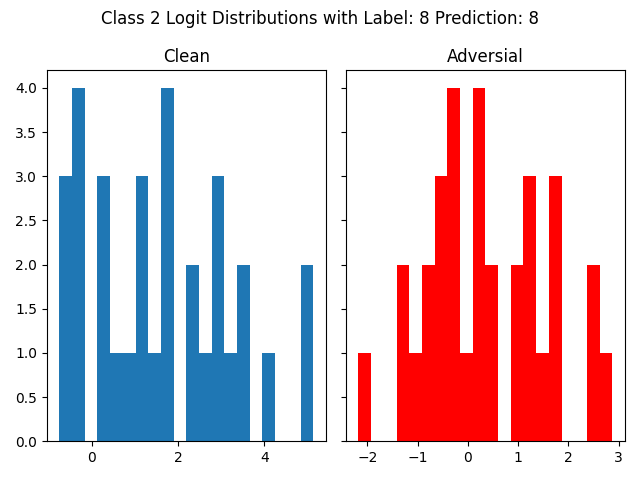 Class 2 Logit Distributions with Label: 8 Prediction: 8
Clean
Adversial
4.0
3.5
3.0
2.5
2.0
1.5
1.0
0.5
0.0
0 2 4
−2 −1 0 1 2 3